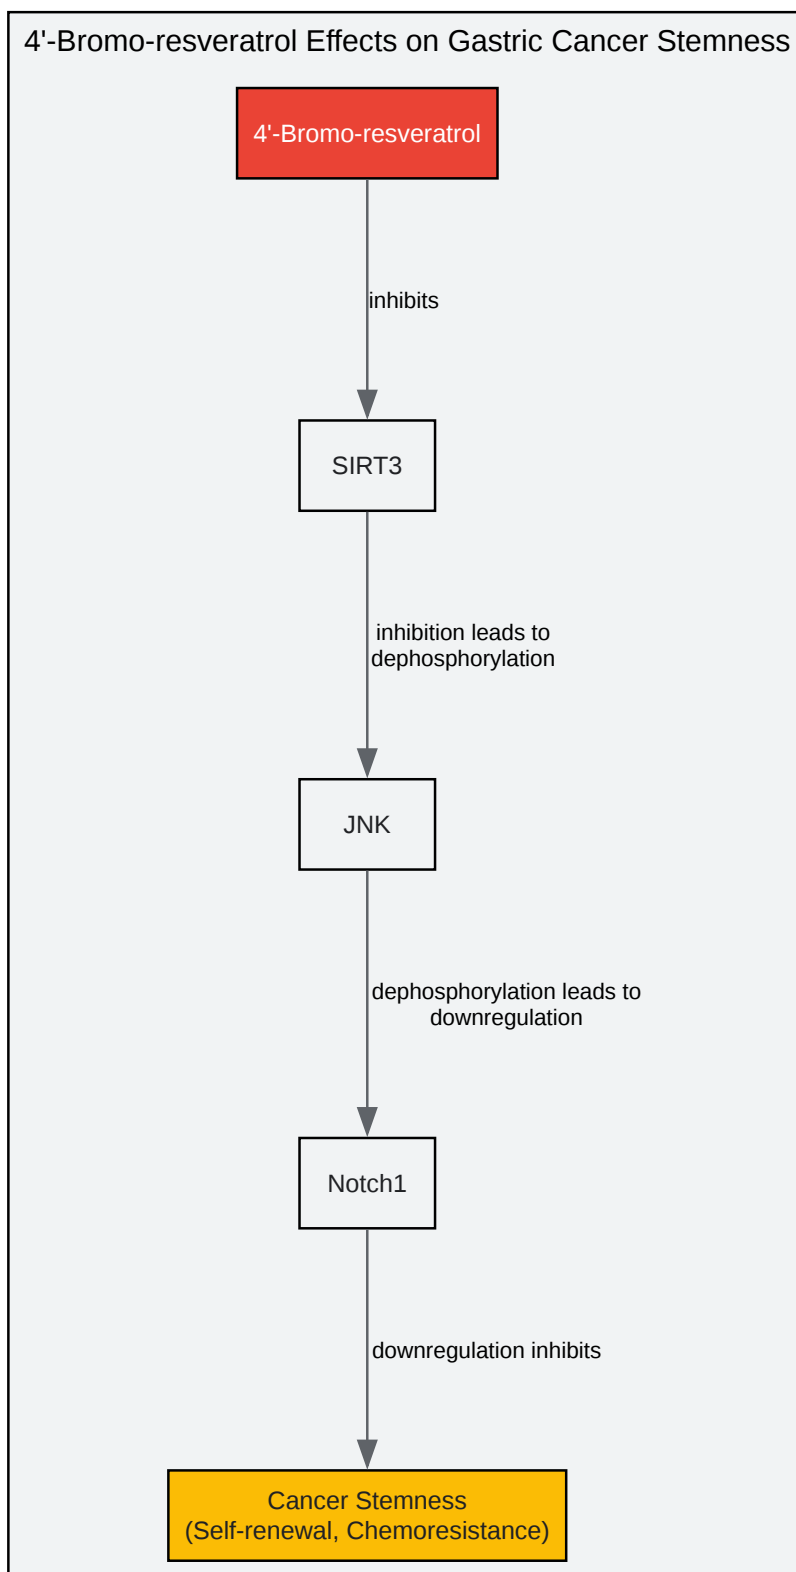 4'-Bromo-resveratrol Effects on Gastric Cancer Stemness
4'-Bromo-resveratrol
inhibits
SIRT3
inhibition leads to
dephosphorylation
JNK
dephosphorylation leads to
downregulation
Notch1
downregulation inhibits
Cancer Stemness
(Self-renewal, Chemoresistance)